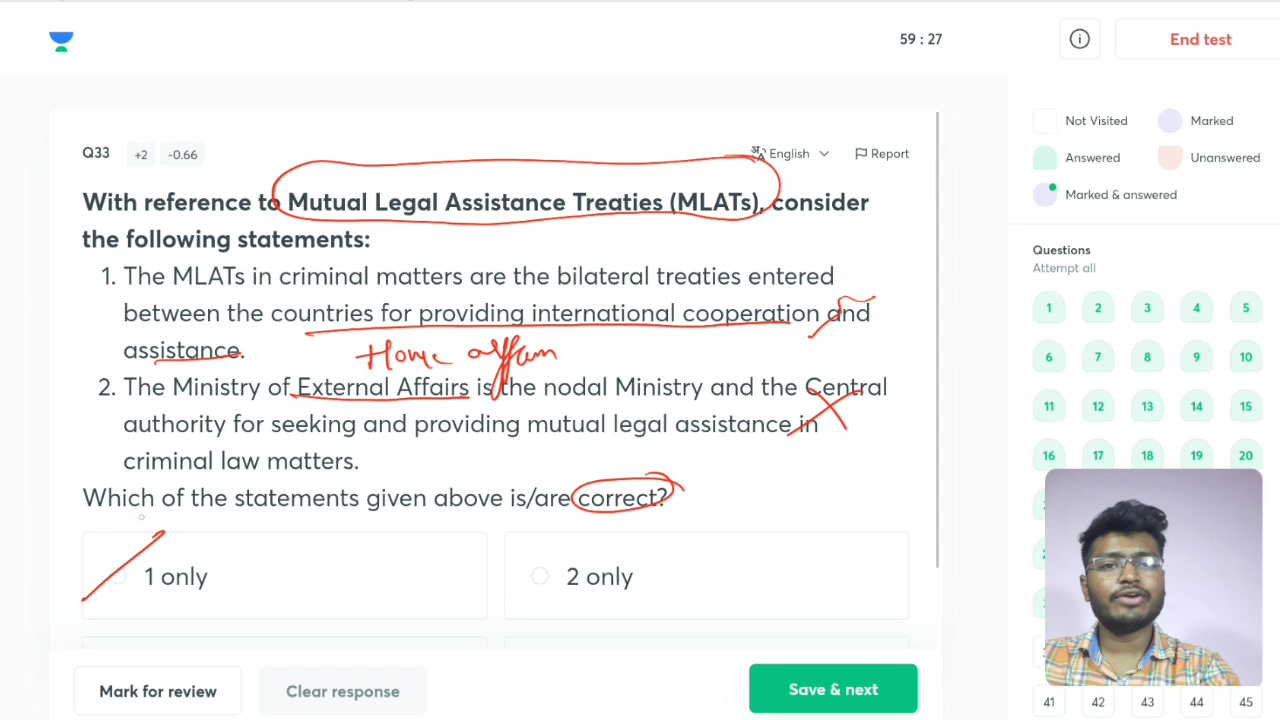 59 : 27
End test
Not Visited
Marked
Answered
Unanswered
Marked & answered
Q33
+2
-0.66
English
Report
With reference to Mutual Legal Assistance Treaties (MLATs), consider
the following statements:
1. The MLATs in criminal matters are the bilateral treaties entered
between the countries for providing international cooperation and
assistance.
Home affairs
2. The Ministry of External Affairs is the nodal Ministry and the Central
authority for seeking and providing mutual legal assistance in
criminal law matters.
Which of the statements given above is/are correct?
1 only
2 only
Mark for review
Clear response
Save & next
Questions
Attempt all
1 2 3 4 5
6 7 8 9 10
11 12 13 14 15
16 17 18 19 20
41 42 43 44 45